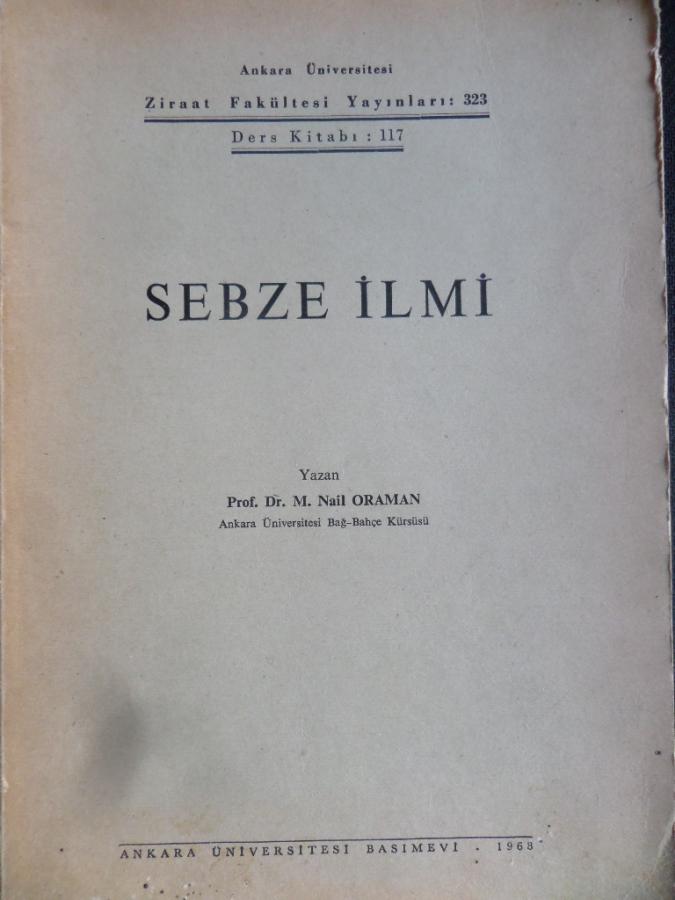 Ankara Üniversitesi
Ziraat Fakültesi Yayınları: 323
Ders Kitabı : 117
SEBZE İLMİ
Yazan
Prof. Dr. M. Nail ORAMAN
Ankara Üniversitesi Bağ-Bahçe Kürsüsü
ANKARA ÜNİVERSİTESİ BASIMEVİ . 1968